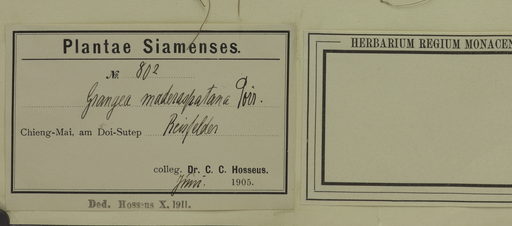 Plantae Siamenses.
№. 802
Grangea maderaspatana Poir.
Chieng-Mai, am Doi-Sutep Reisfelder
colleg. Dr. C. C. Hosseus.
Juni. 1905.
Ded. Hosseus X, 1911.
HERBARIUM REGIUM MONACEN